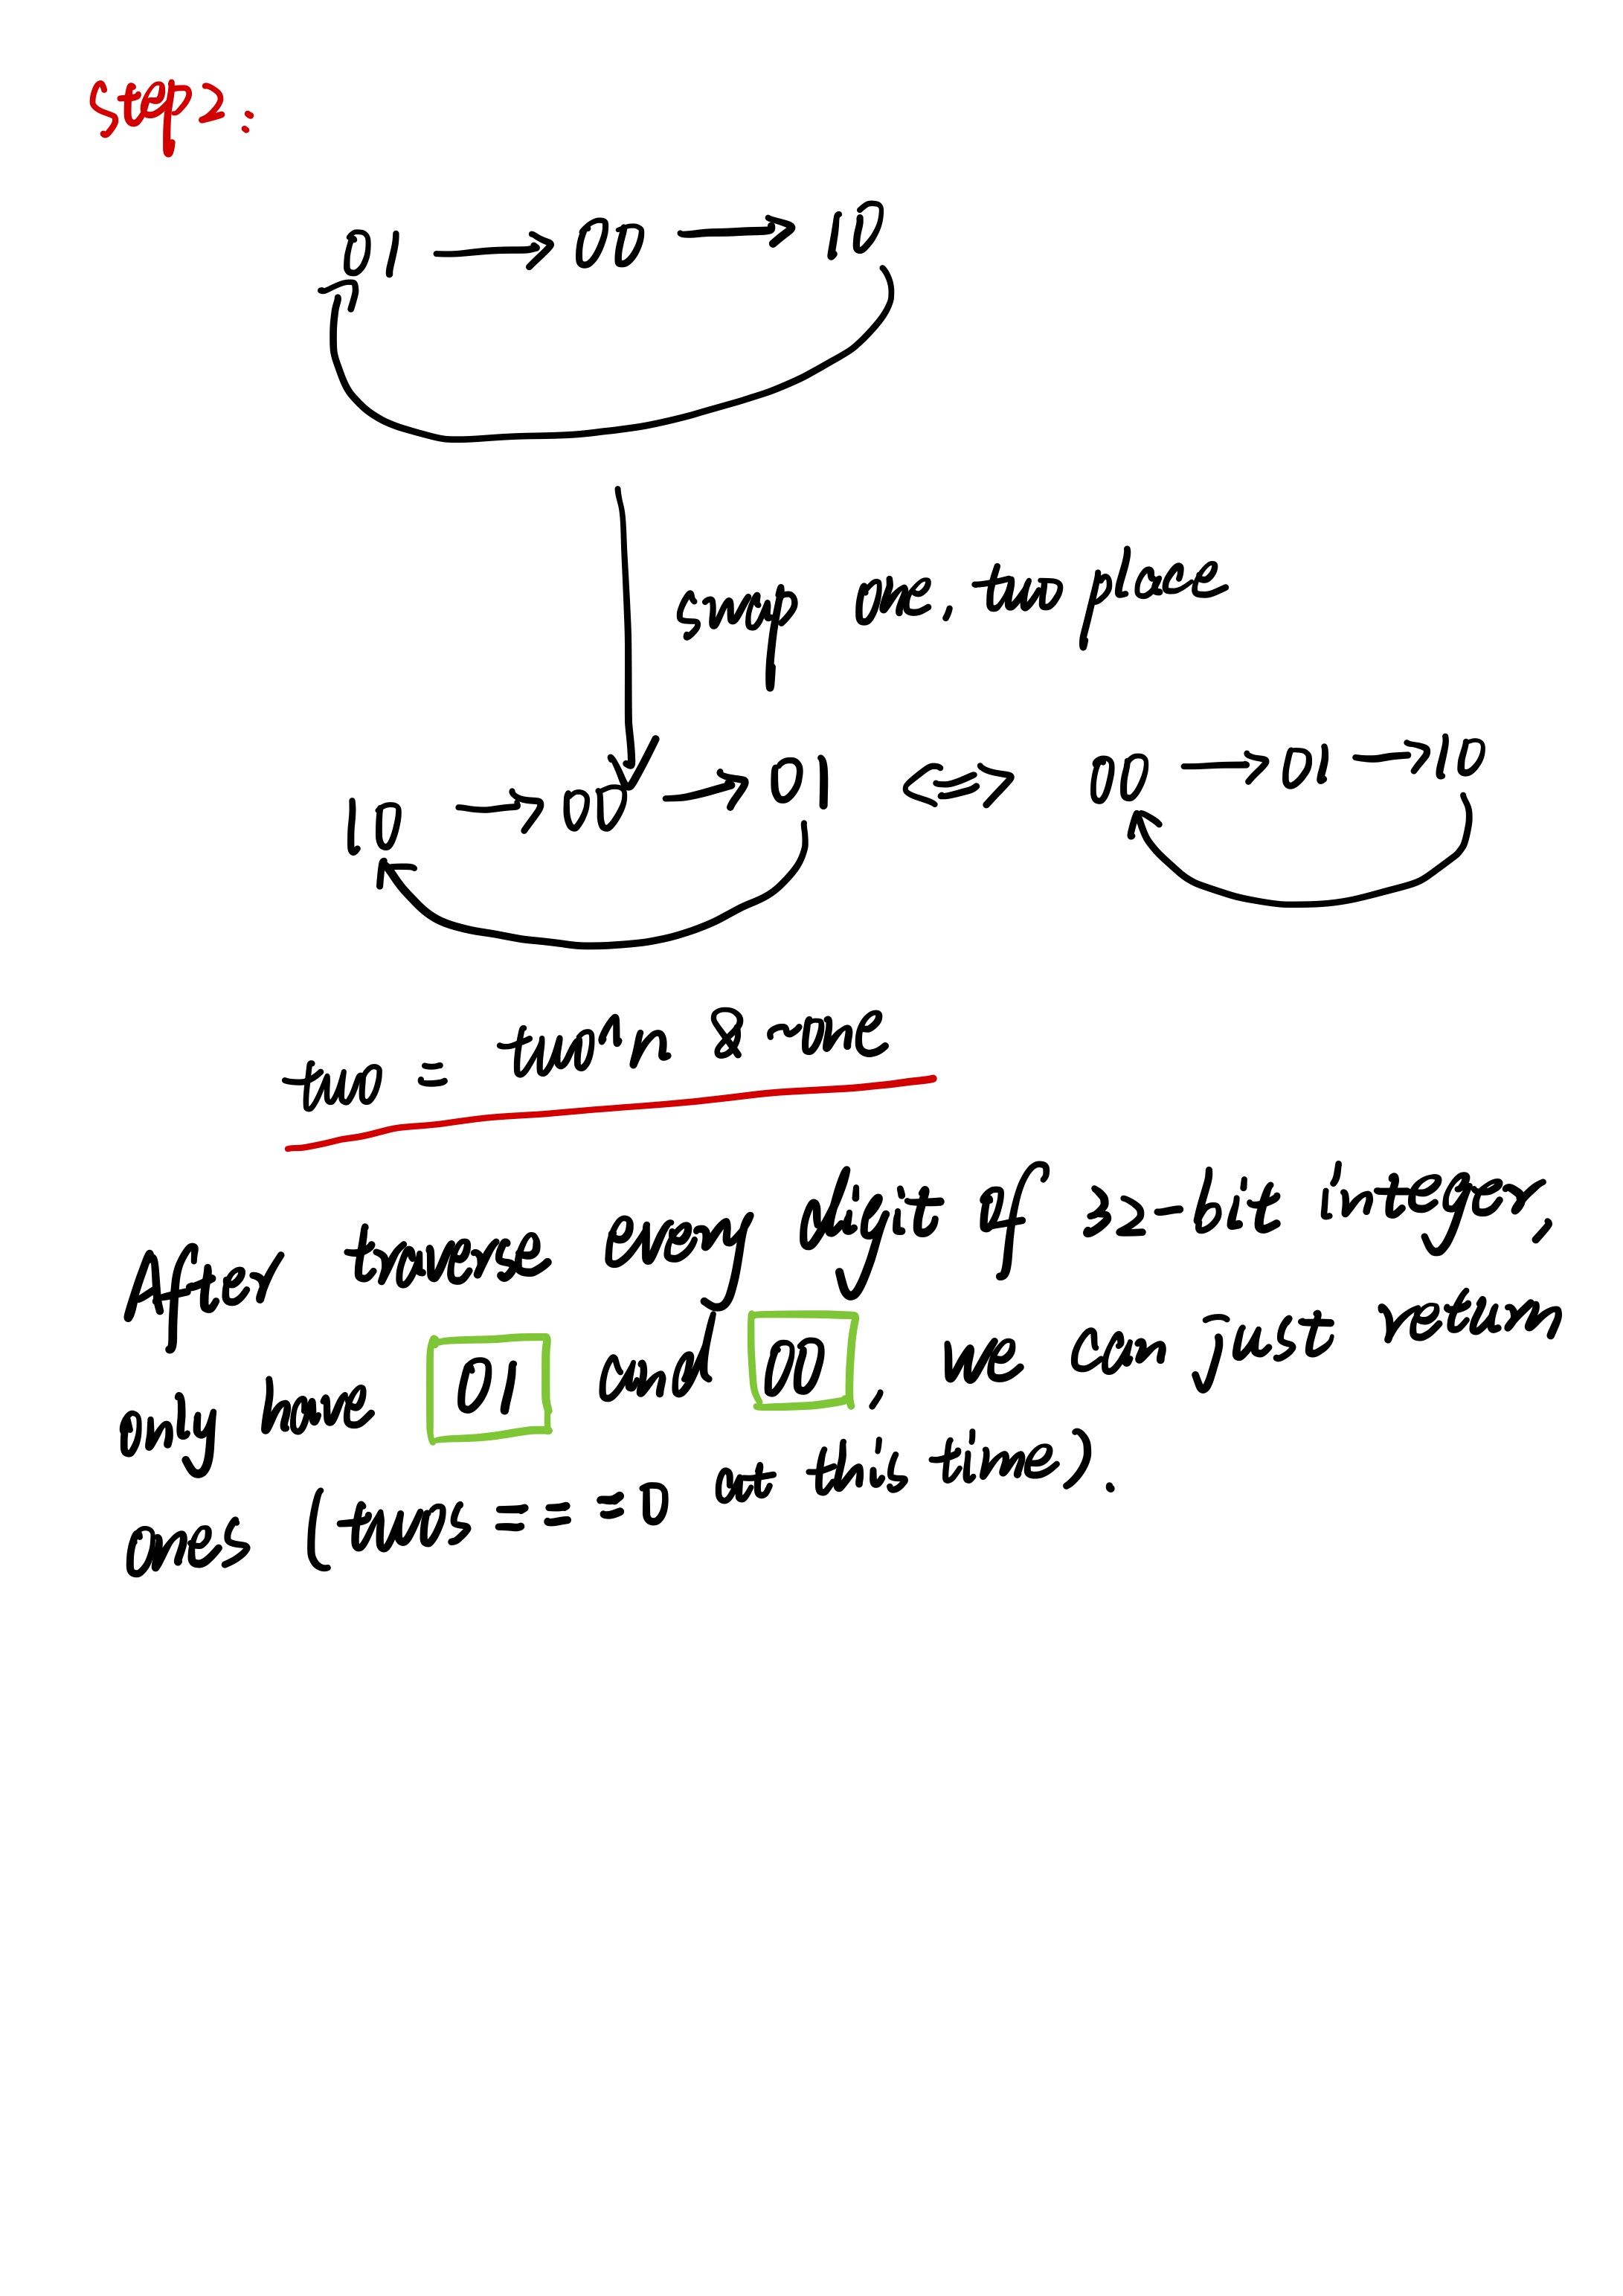 Step2:
01 → 00 → 10
swap one, two place
10 → 00 → 01 ⇔ 00 → 01 → 10
two = two^n & ~one
After traverse every digit of 32-bit integer,
only have 01 and 00, we can just return
ones (twos === 0 at this time).